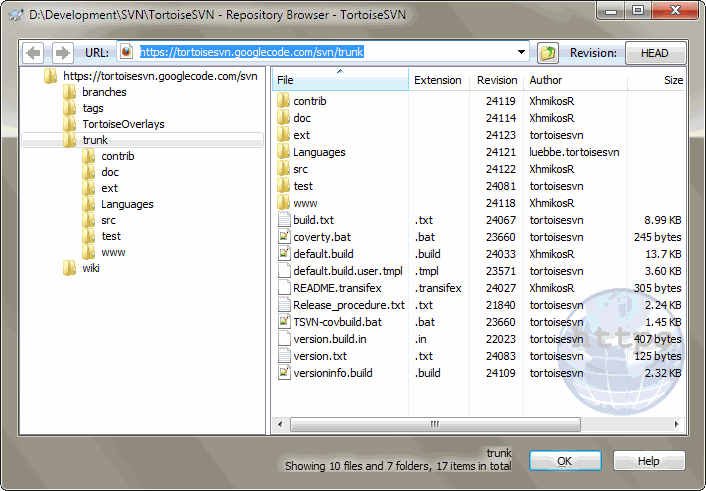 D:\Development\SVN\TortoiseSVN - Repository Browser - TortoiseSVN
URL: https://tortoisesvn.googlecode.com/svn/trunk Revision: HEAD
https://tortoisesvn.googlecode.com/svn
branches
tags
TortoiseOverlays
trunk
contrib
doc
ext
Languages
src
test
www
wiki
File Extension Revision Author Size
contrib 24119 XhmikosR
doc 24114 XhmikosR
ext 24123 tortoisesvn
Languages 24121 luebbe.tortoisesvn
src 24122 XhmikosR
test 24081 tortoisesvn
www 24118 XhmikosR
build.txt .txt 24067 tortoisesvn 8.99 KB
coverty.bat .bat 23660 tortoisesvn 245 bytes
default.build .build 24033 XhmikosR 13.7 KB
default.build.user.tmpl .tmpl 23571 tortoisesvn 3.60 KB
README.transifex .transifex 24027 XhmikosR 305 bytes
Release_procedure.txt .txt 21840 tortoisesvn 2.24 KB
TSVN-covbuild.bat .bat 23660 tortoisesvn 1.45 KB
version.build.in .in 22023 tortoisesvn 407 bytes
version.txt .txt 24083 tortoisesvn 125 bytes
versioninfo.build .build 24109 tortoisesvn 2.32 KB
https
trunk
Showing 10 files and 7 folders, 17 items in total
OK Help